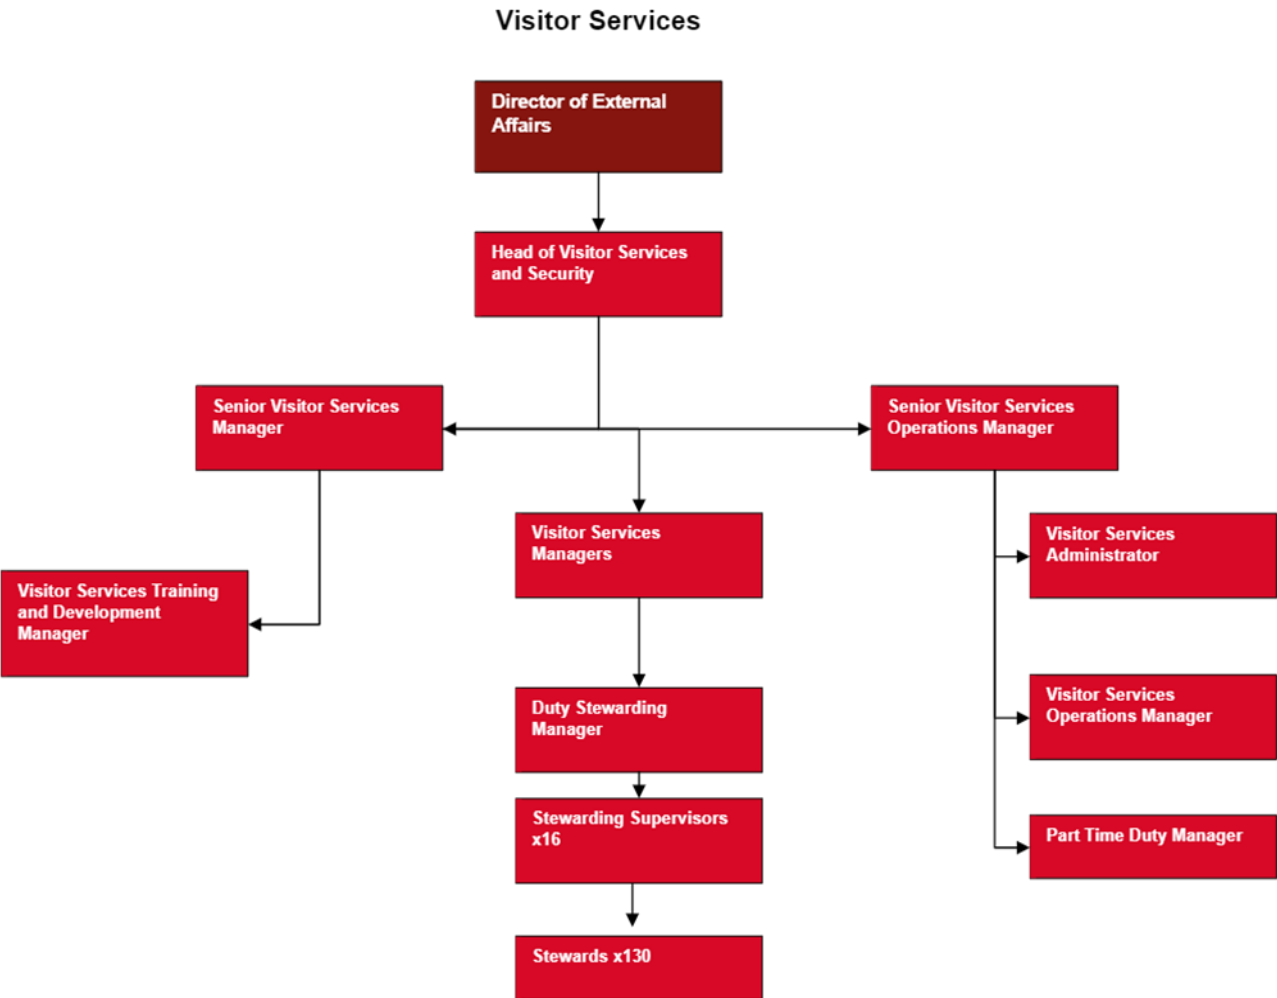 Visitor Services
Director of External
Affairs
Head of Visitor Services
and Security
Senior Visitor Services
Manager
Senior Visitor Services
Operations Manager
Visitor Services
Managers
Visitor Services
Administrator
Visitor Services Training
and Development
Manager
Duty Stewarding
Manager
Visitor Services
Operations Manager
Stewarding Supervisors
x16
Part Time Duty Manager
Stewards x130